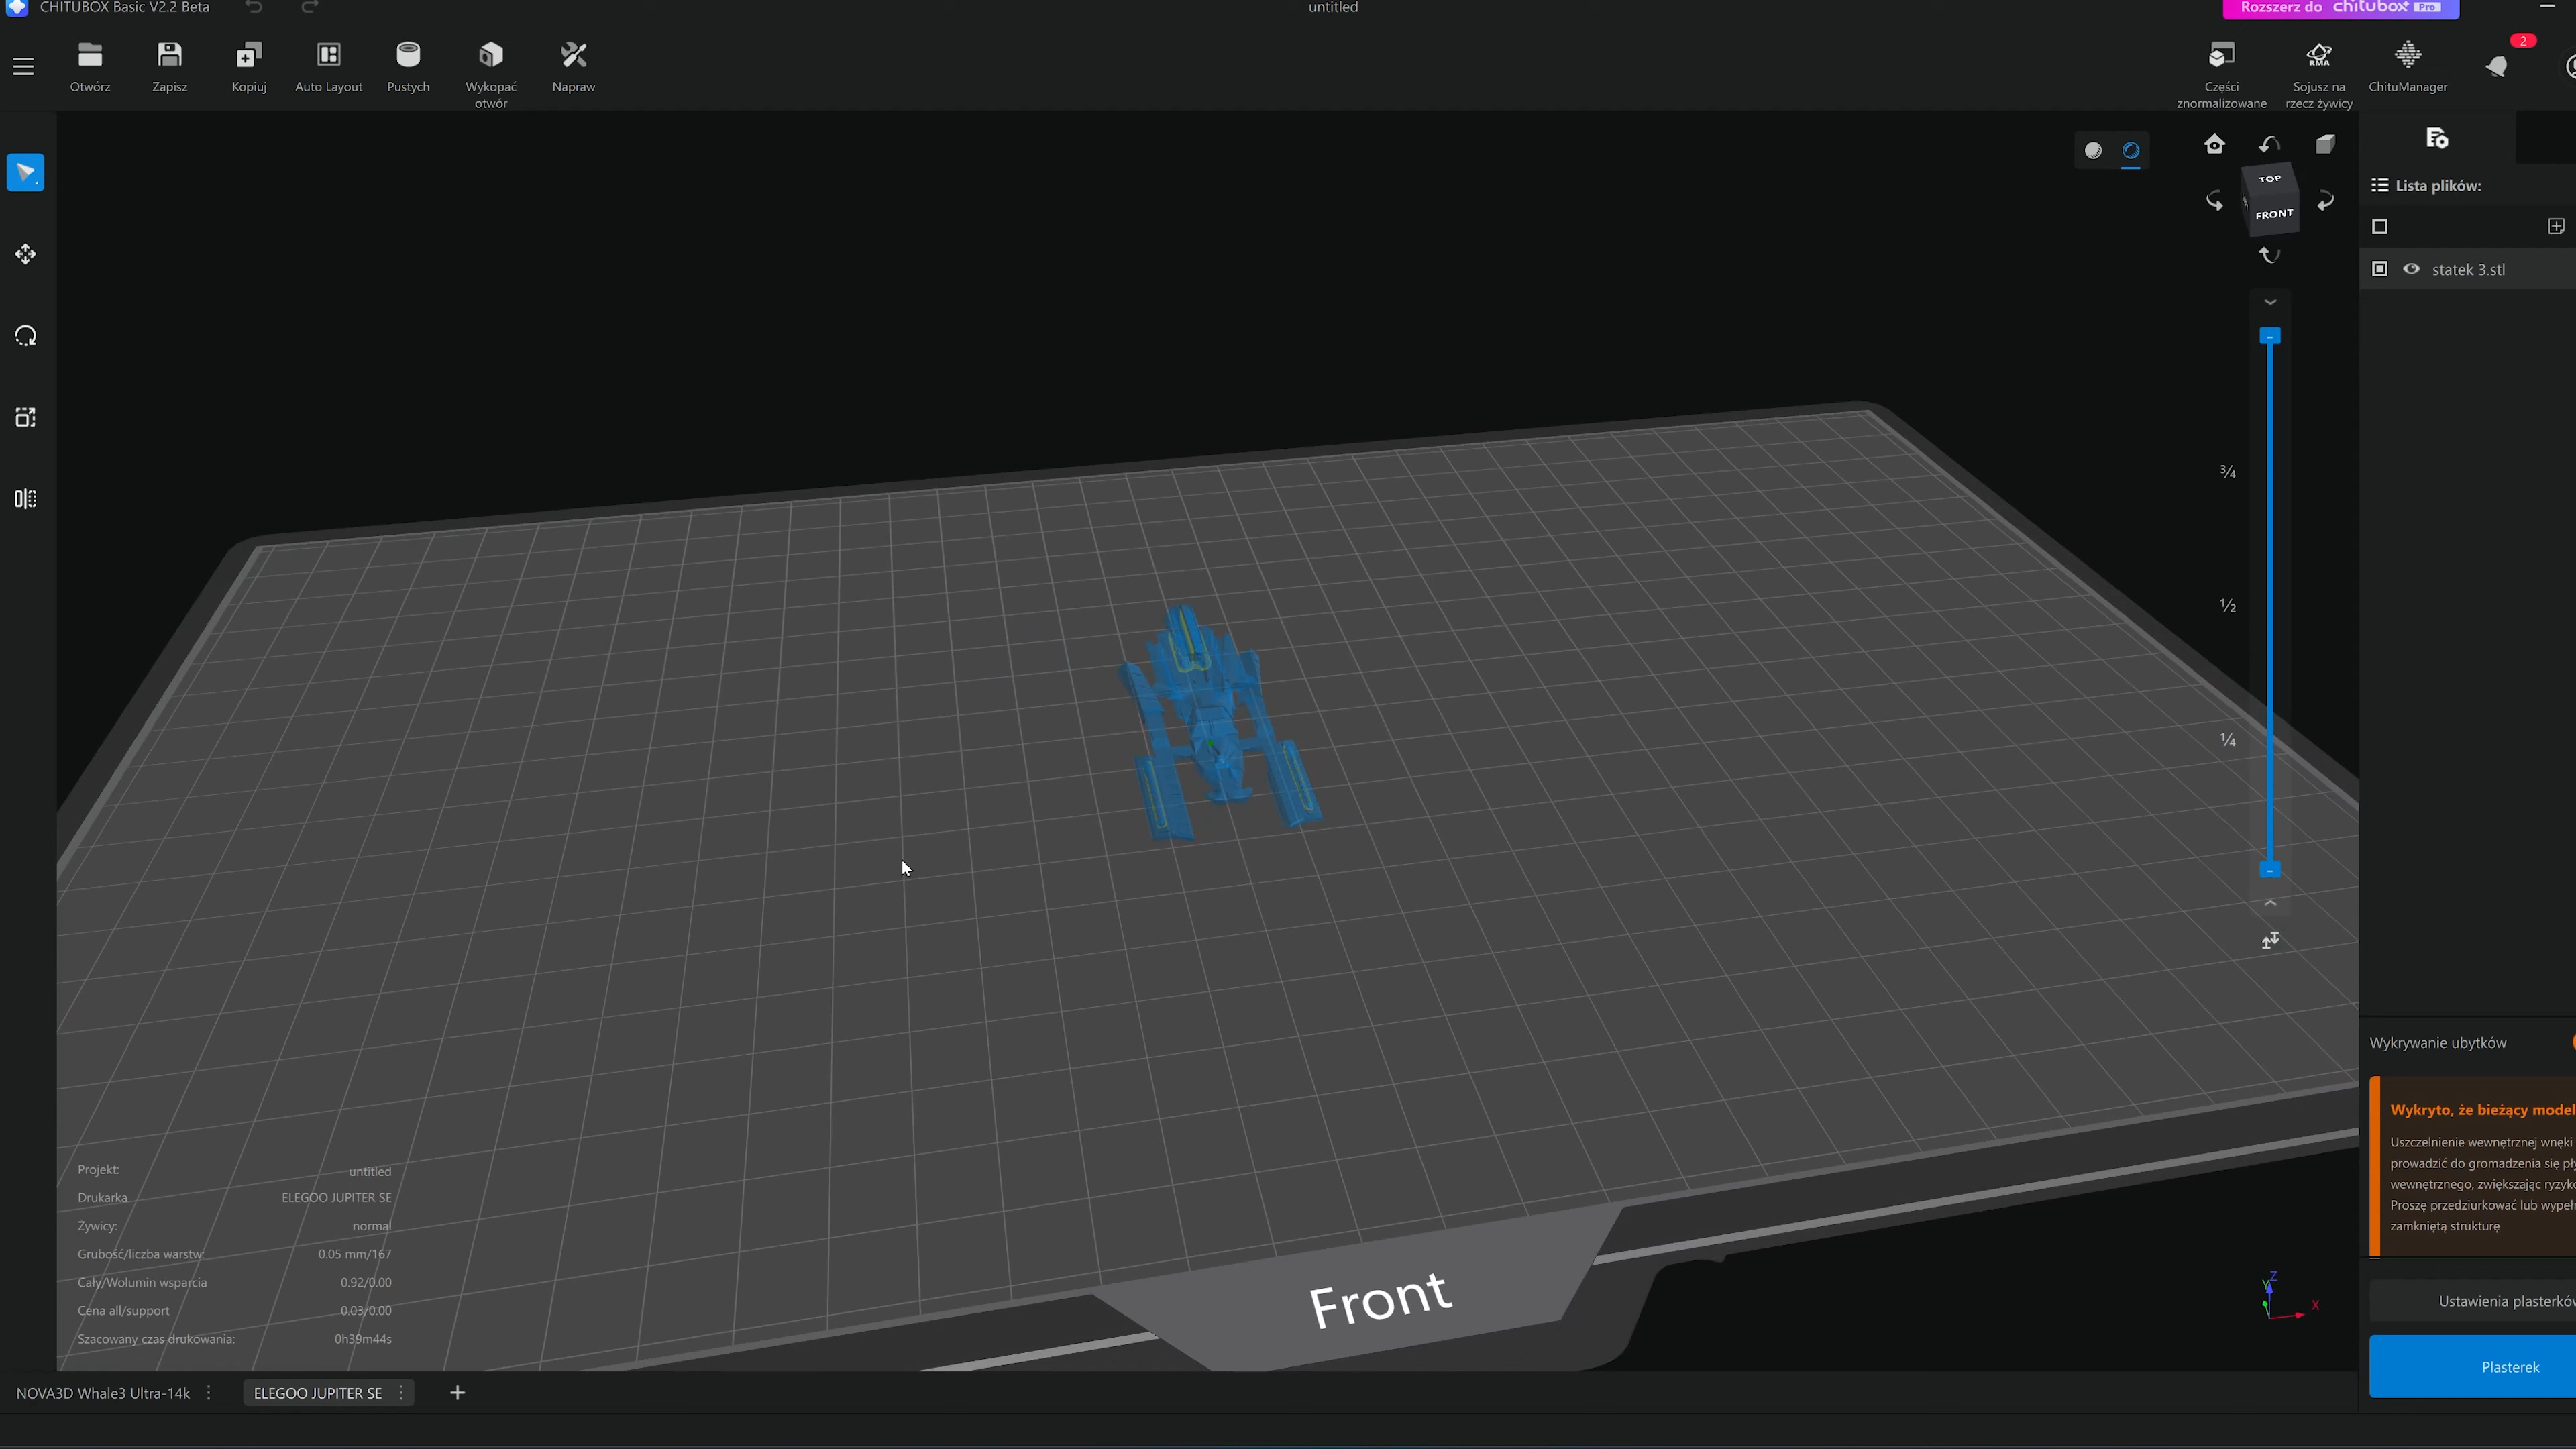 CHITUBOX Basic V2.2 Beta
untitled
Rozszerz do chitubox Pro
Otwórz
Zapisz
Kopiuj
Auto Layout
Pustych
Wykopać
otwór
Napraw
Części
znormalizowane
RMA
Sojusz na
rzecz żywicy
ChituManager
2
TOP
FRONT
Lista plików:
statek 3.stl
3/4
1/2
1/4
Wykrywanie ubytków
Wykryto, że bieżący model
Uszczelnienie wewnętrznej wnęki
prowadzić do gromadzenia się pł
wewnętrznego, zwiększając ryzyko
Proszę przedziurkować lub wypeł
zamkniętą strukturę
Projekt: untitled
Drukarka ELEGOO JUPITER SE
Żywicy: normal
Grubość/liczba warstw: 0.05 mm/167
Cały/Wolumin wsparcia 0.92/0.00
Cena all/support 0.03/0.00
Szacowany czas drukowania: 0h39m44s
Front
Z
Y
X
Ustawienia plasterków
Plasterek
NOVA3D Whale3 Ultra-14k
ELEGOO JUPITER SE